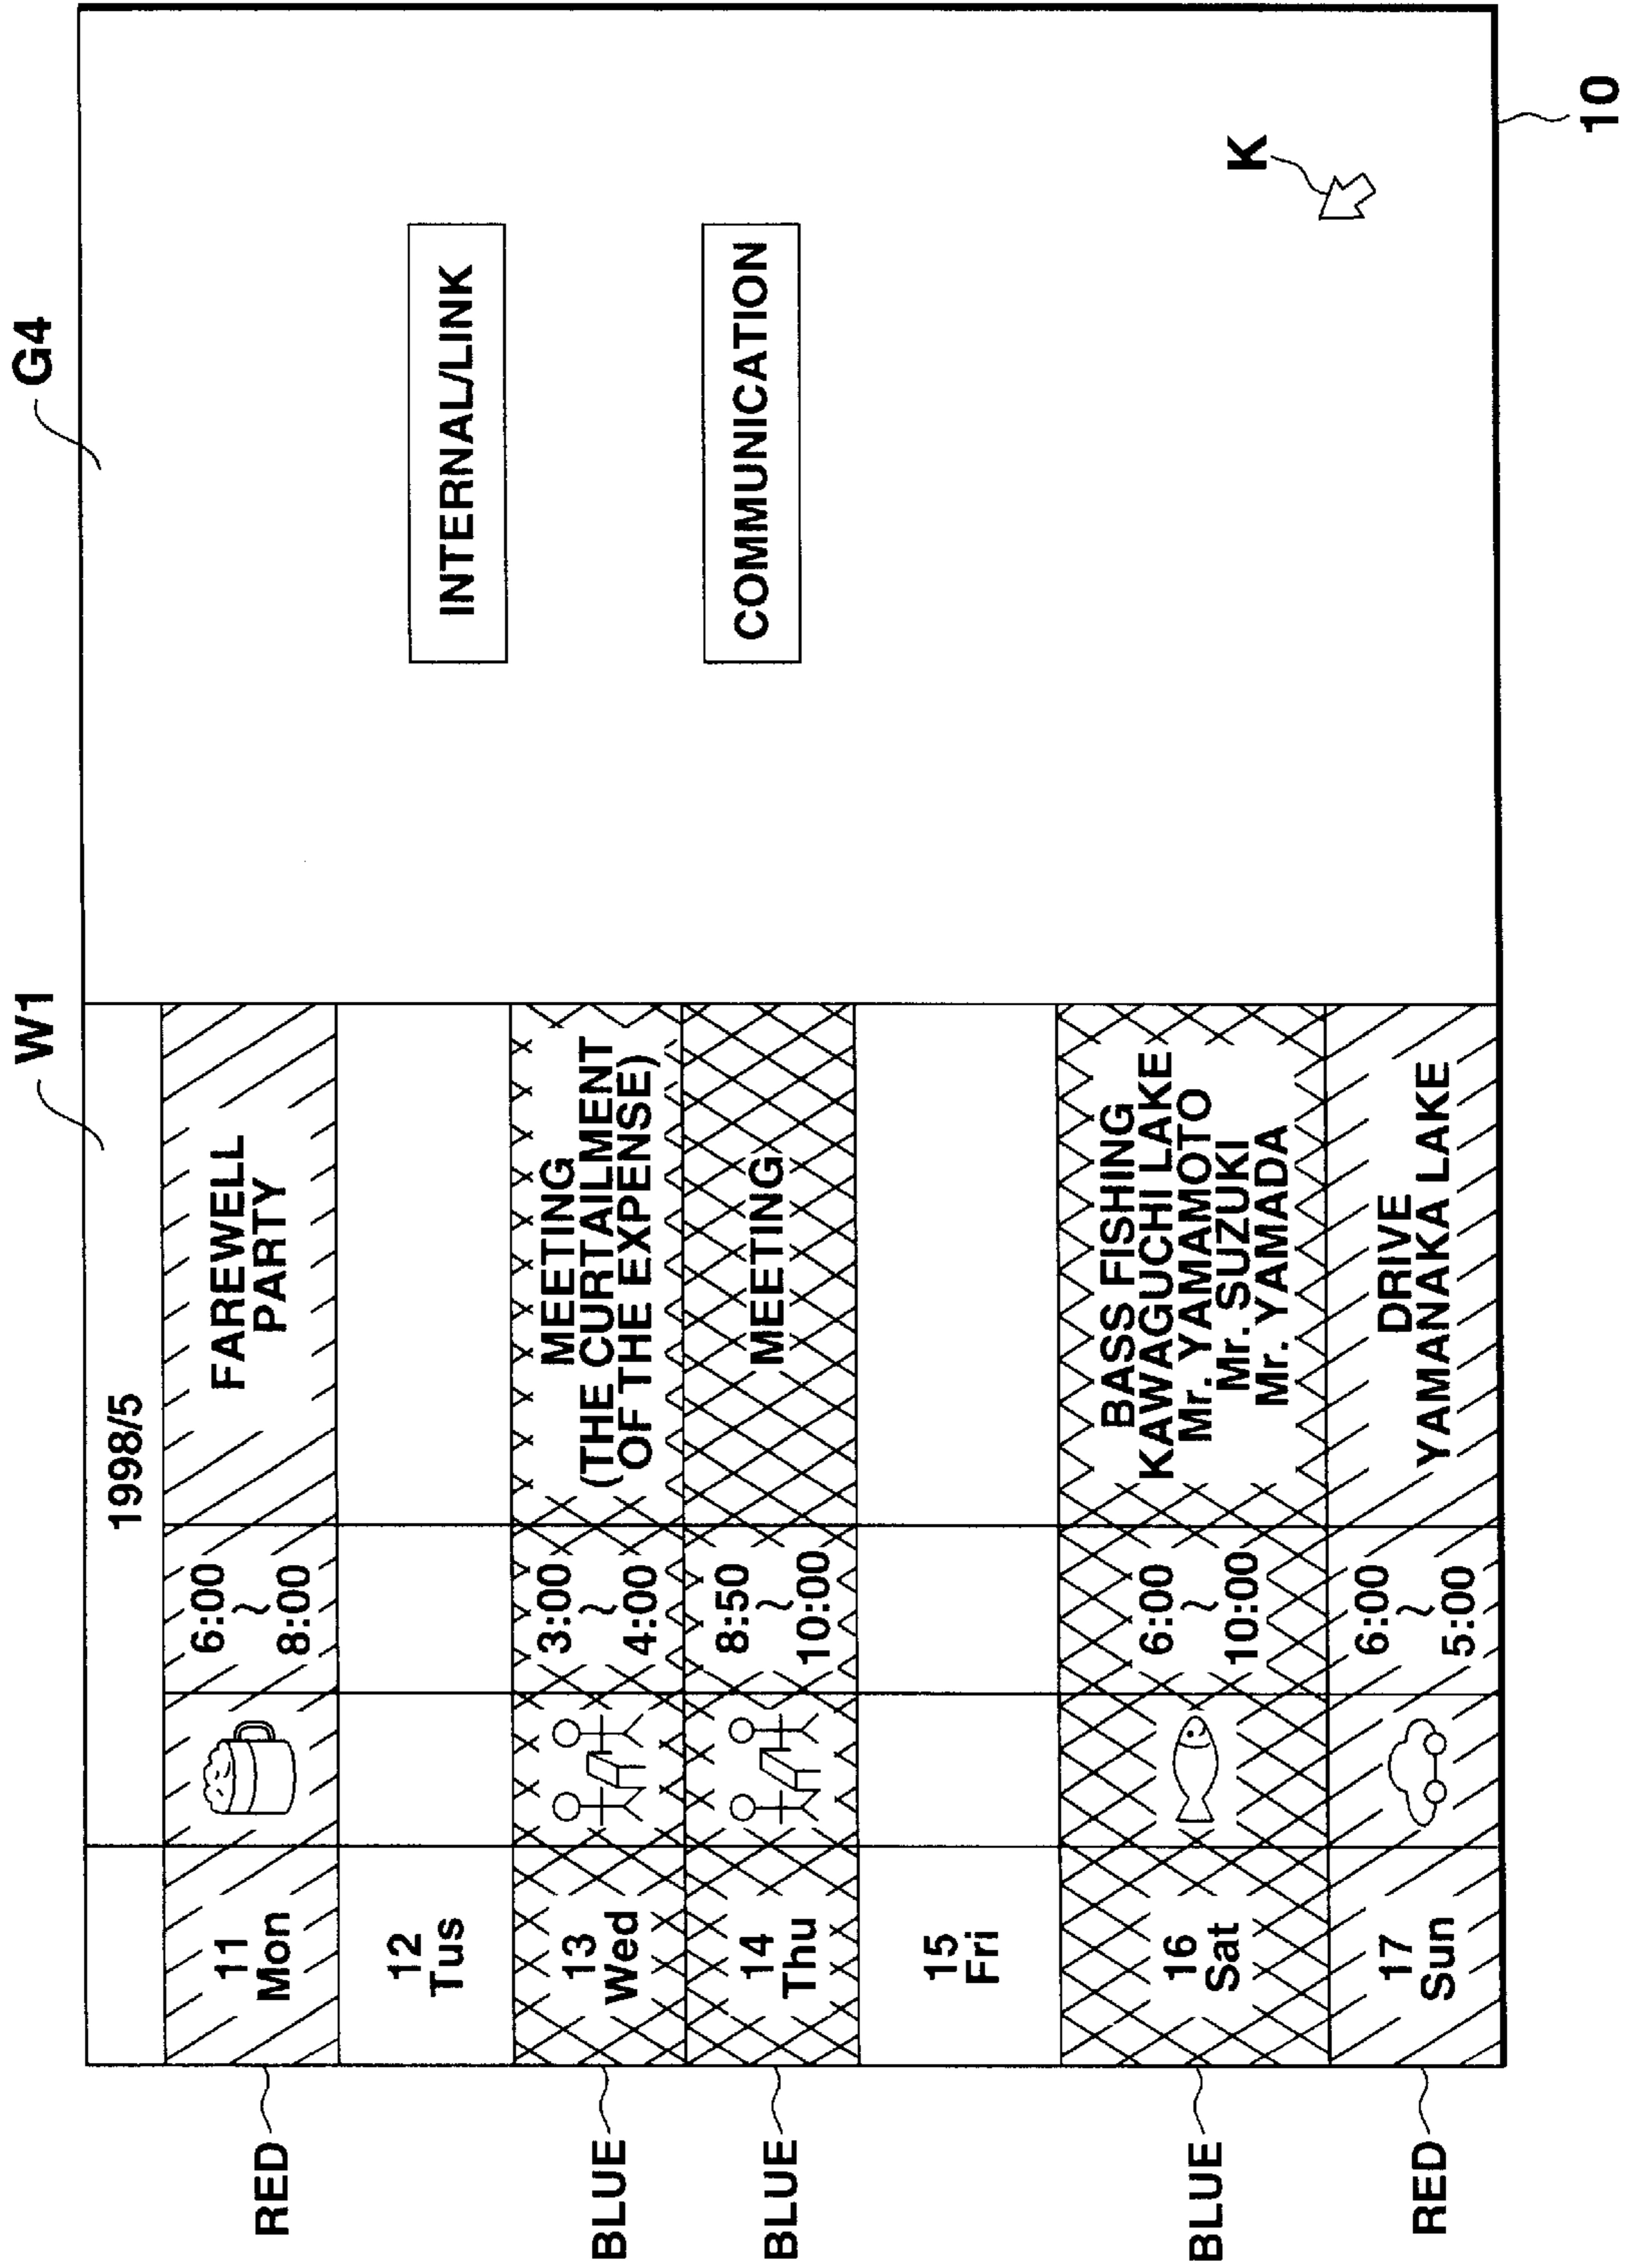 W1
G4
1998/5
RED
11
Mon
6:00
~
8:00
FAREWELL
PARTY
12
Tus
BLUE
13
Wed
3:00
~
4:00
MEETING
(THE CURTAILMENT
OF THE EXPENSE)
BLUE
14
Thu
8:50
~
10:00
MEETING
15
Fri
BLUE
16
Sat
6:00
~
10:00
BASS FISHING
KAWAGUCHI LAKE
Mr. YAMAMOTO
Mr. SUZUKI
Mr. YAMADA
RED
17
Sun
6:00
~
5:00
DRIVE
YAMANAKA LAKE
INTERNAL/LINK
COMMUNICATION
K
10